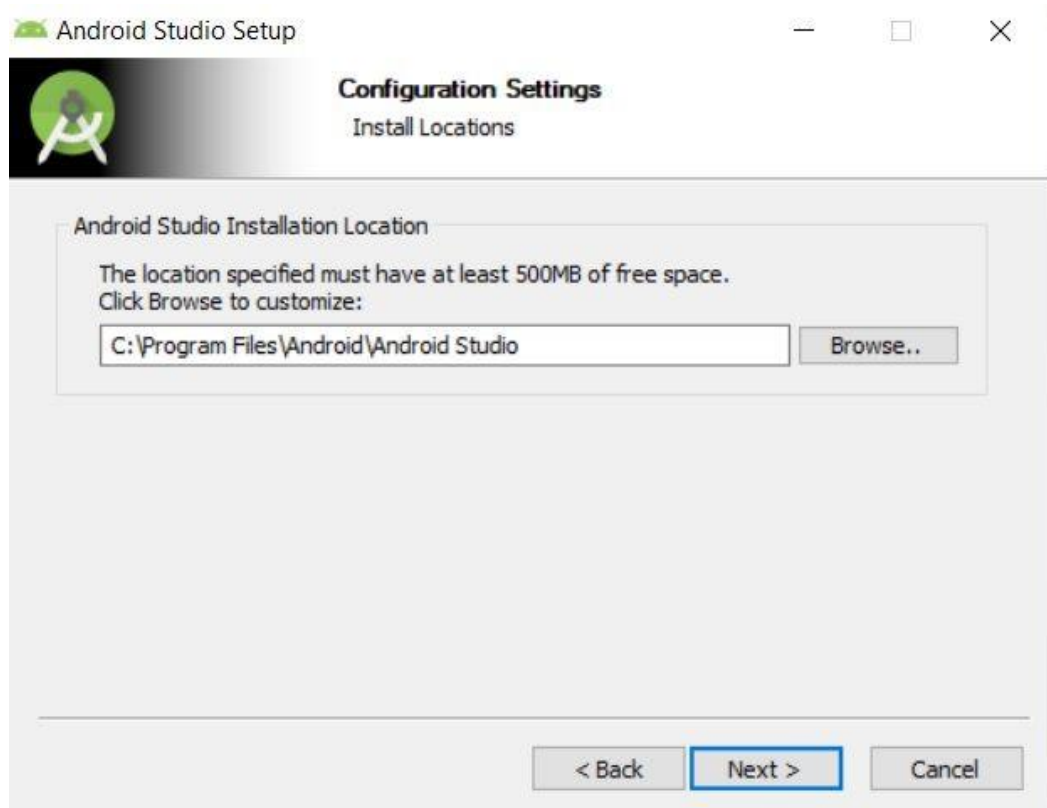 Android Studio Setup
Configuration Settings
Install Locations
Android Studio Installation Location
The location specified must have at least 500MB of free space.
Click Browse to customize:
C:\Program Files\Android\Android Studio
Browse..
< Back
Next >
Cancel